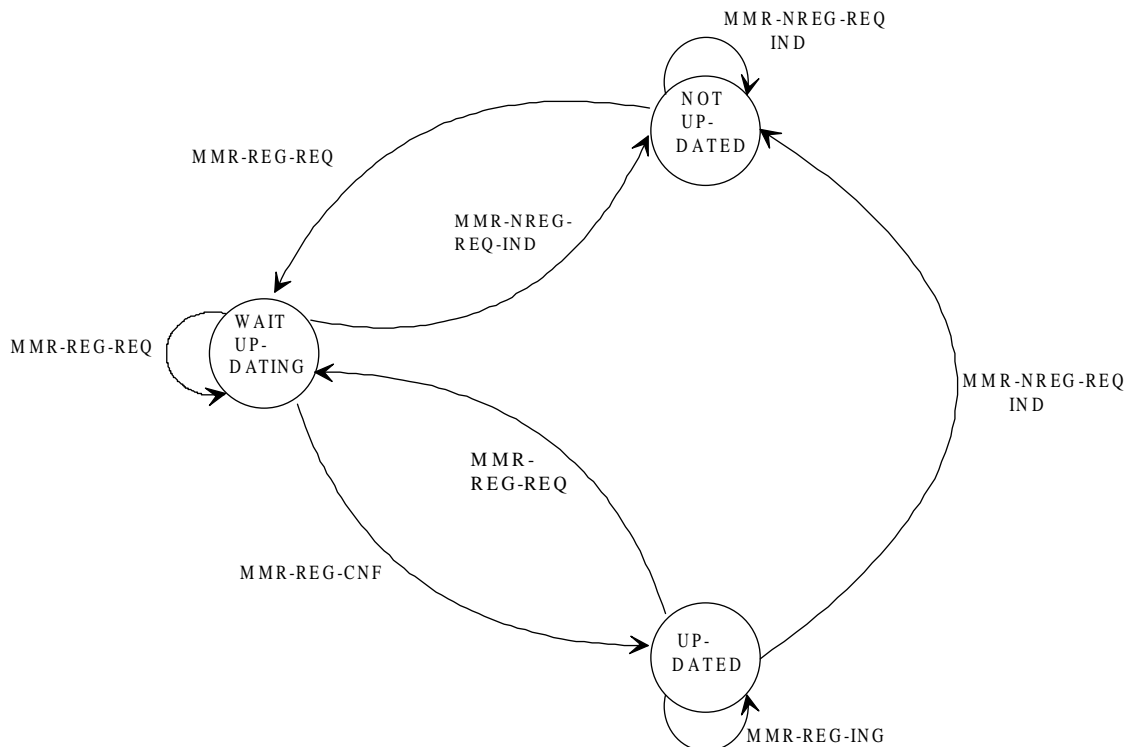 MMR-NREG-REQ
IND
NOT
UP-
DATED
MMR-REG-REQ
MMR-NREG-
REQ-IND
WAIT
UP-
DATING
MMR-REG-REQ
MMR-NREG-REQ
IND
MMR-
REG-REQ
MMR-REG-CNF
UP-
DATED
MMR-REG-ING